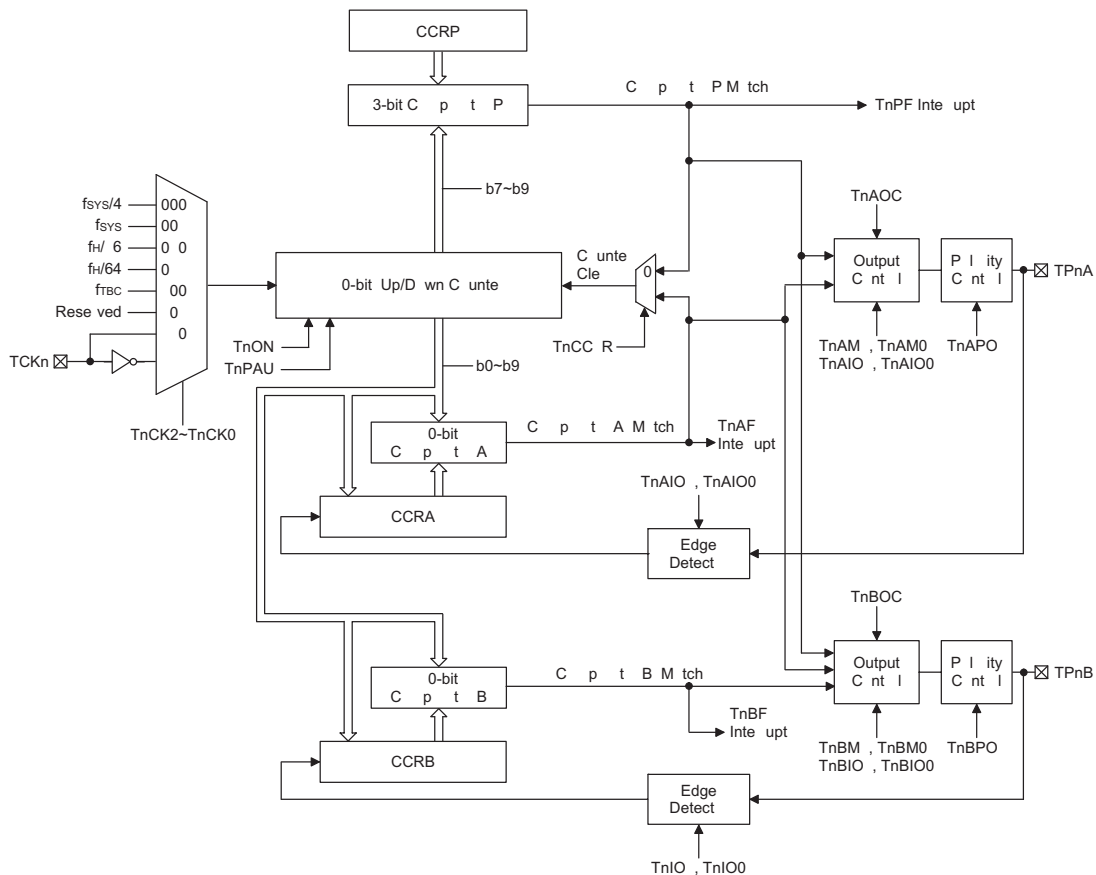 CCRP
3-bit C p t P
C p t P M tch
TnPF Inte upt
b7~b9
fSYS/4
000
fSYS
00
fH/ 6
0 0
fH/64
0
fTBC
00
Rese ved
0
0
TCKn
TnCK2~TnCK0
0-bit Up/D wn C unte
TnON
TnPAU
C unte
Cle
0
TnCC R
b0~b9
TnAOC
Output
C nt l
P l ity
C nt l
TPnA
TnAM , TnAM0
TnAIO , TnAIO0
TnAPO
0-bit
C p t A
C p t A M tch
TnAF
Inte upt
CCRA
TnAIO , TnAIO0
Edge
Detect
TnBOC
Output
C nt l
P l ity
C nt l
TPnB
TnBM , TnBM0
TnBIO , TnBIO0
TnBPO
0-bit
C p t B
C p t B M tch
TnBF
Inte upt
CCRB
Edge
Detect
TnIO , TnIO0